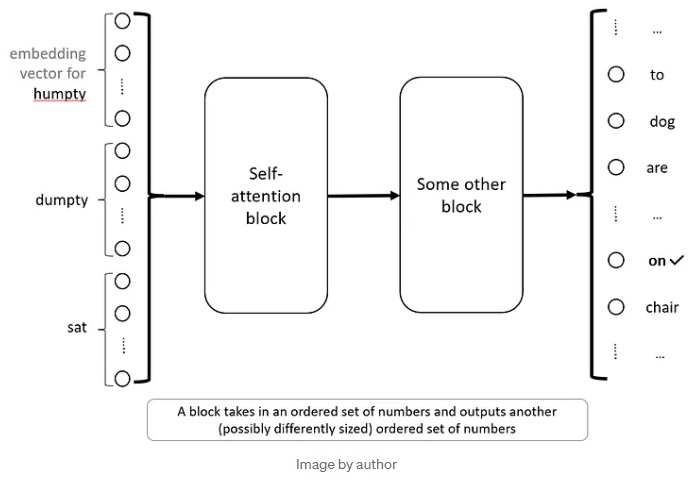 embedding
vector for
humpty
dumpty
sat
Self-
attention
block
Some other
block
...
to
dog
are
...
on ✓
chair
...
A block takes in an ordered set of numbers and outputs another
(possibly differently sized) ordered set of numbers
Image by author